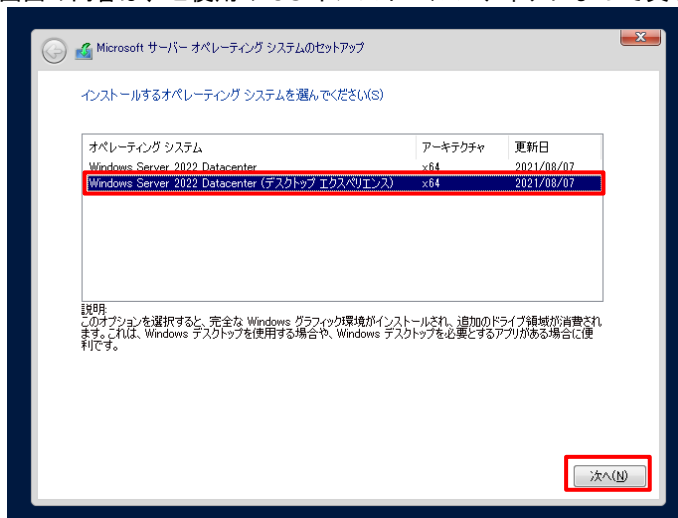 Microsoft サーバー オペレーティング システムのセットアップ
インストールするオペレーティング システムを選んでください(S)
オペレーティング システム アーキテクチャ 更新日
Windows Server 2022 Datacenter x64 2021/08/07
Windows Server 2022 Datacenter (デスクトップ エクスペリエンス) x64 2021/08/07
説明:
このオプションを選択すると、完全な Windows グラフィック環境がインストールされ、追加のドライブ領域が消費され
ます。これは、Windows デスクトップを使用する場合や、Windows デスクトップを必要とするアプリがある場合に便
利です。
次へ(N)